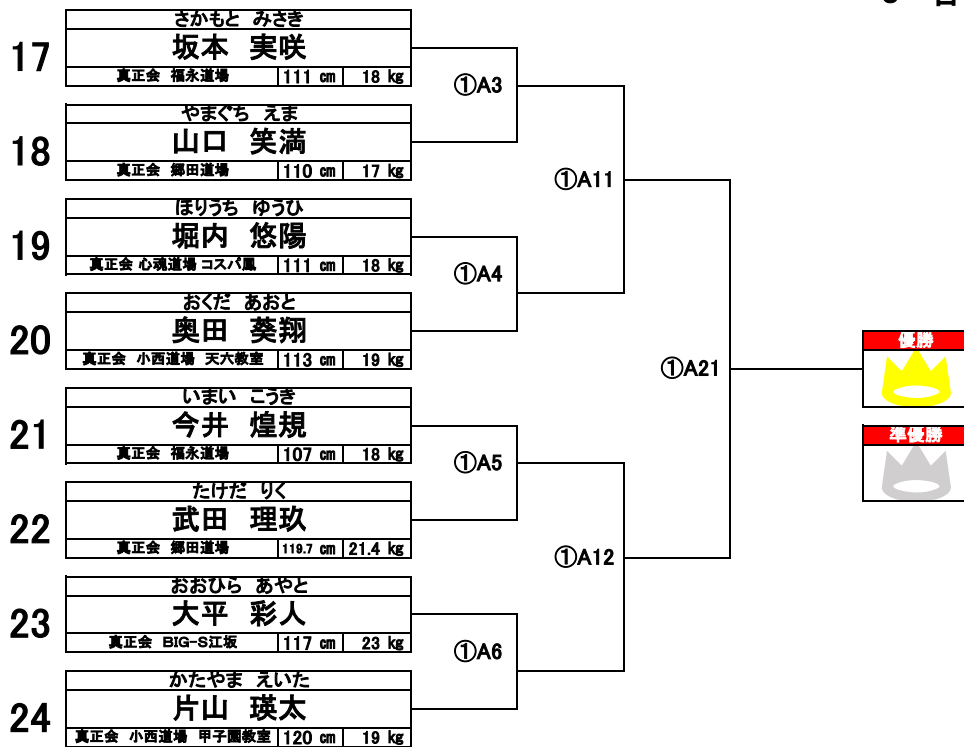 17
さかもと みさき
坂本 実咲
真正会 福永道場 111 cm 18 kg
①A3
18
やまぐち えま
山口 笑満
真正会 郷田道場 110 cm 17 kg
①A11
19
ほりうち ゆうひ
堀内 悠陽
真正会 心魂道場 コスパ鳳 111 cm 18 kg
①A4
20
おくだ あおと
奥田 葵翔
真正会 小西道場 天六教室 113 cm 19 kg
①A21
優勝
準優勝
21
いまい こうき
今井 煌規
真正会 福永道場 107 cm 18 kg
①A5
22
たけだ りく
武田 理玖
真正会 郷田道場 119.7 cm 21.4 kg
①A12
23
おおひら あやと
大平 彩人
真正会 BIG-S江坂 117 cm 23 kg
①A6
24
かたやま えいた
片山 瑛太
真正会 小西道場 甲子園教室 120 cm 19 kg